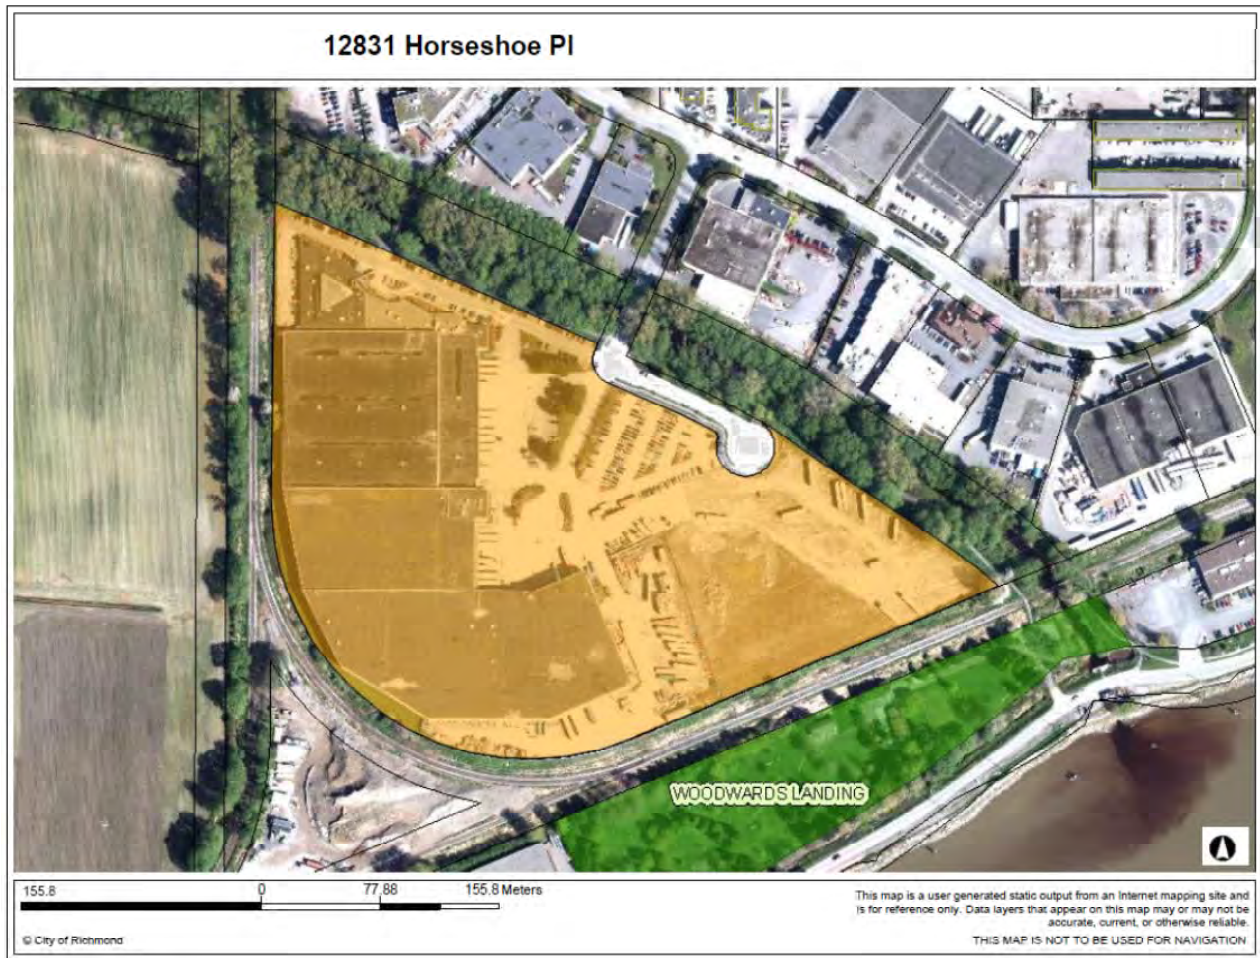 12831 Horseshoe Pl
WOODWARDS LANDING
155.8 0 77.88 155.8 Meters
This map is a user generated static output from an Internet mapping site and
is for reference only. Data layers that appear on this map may or may not be
accurate, current, or otherwise reliable.
© City of Richmond
THIS MAP IS NOT TO BE USED FOR NAVIGATION